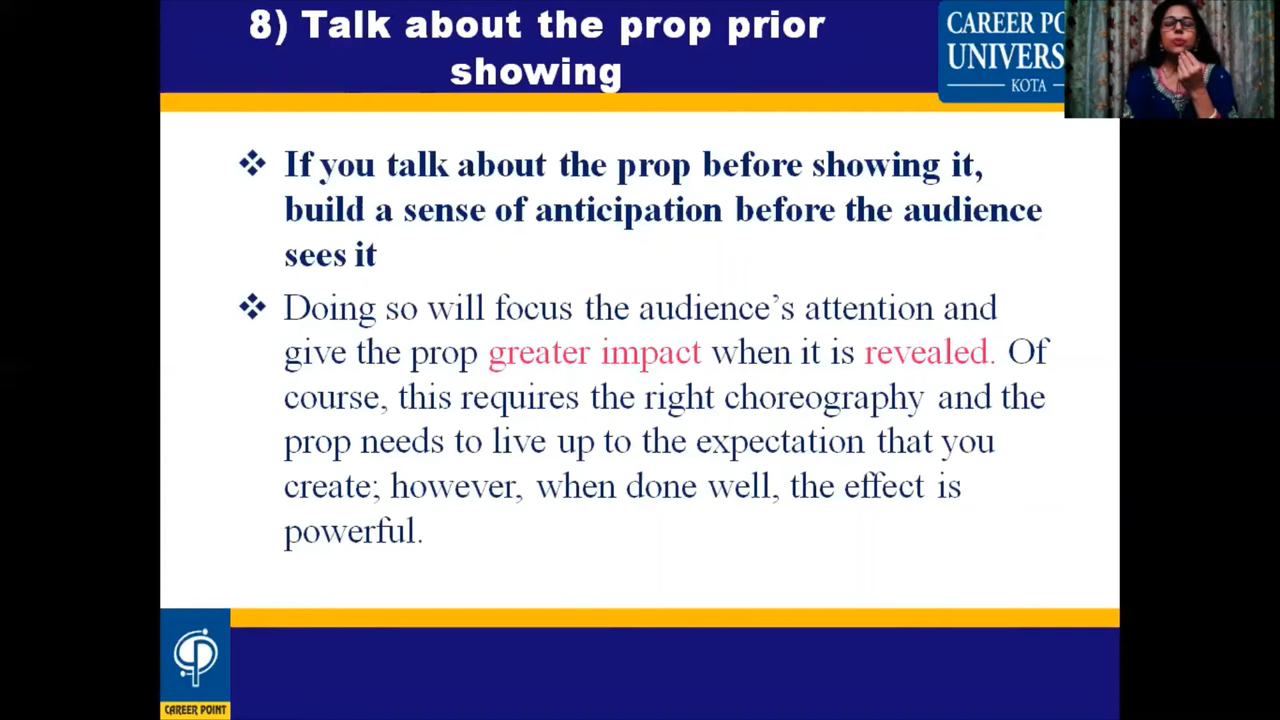 8) Talk about the prop prior
showing
CAREER PO
UNIVERS
KOTA
❖ If you talk about the prop before showing it,
build a sense of anticipation before the audience
sees it
❖ Doing so will focus the audience's attention and
give the prop greater impact when it is revealed. Of
course, this requires the right choreography and the
prop needs to live up to the expectation that you
create; however, when done well, the effect is
powerful.
CAREER POINT